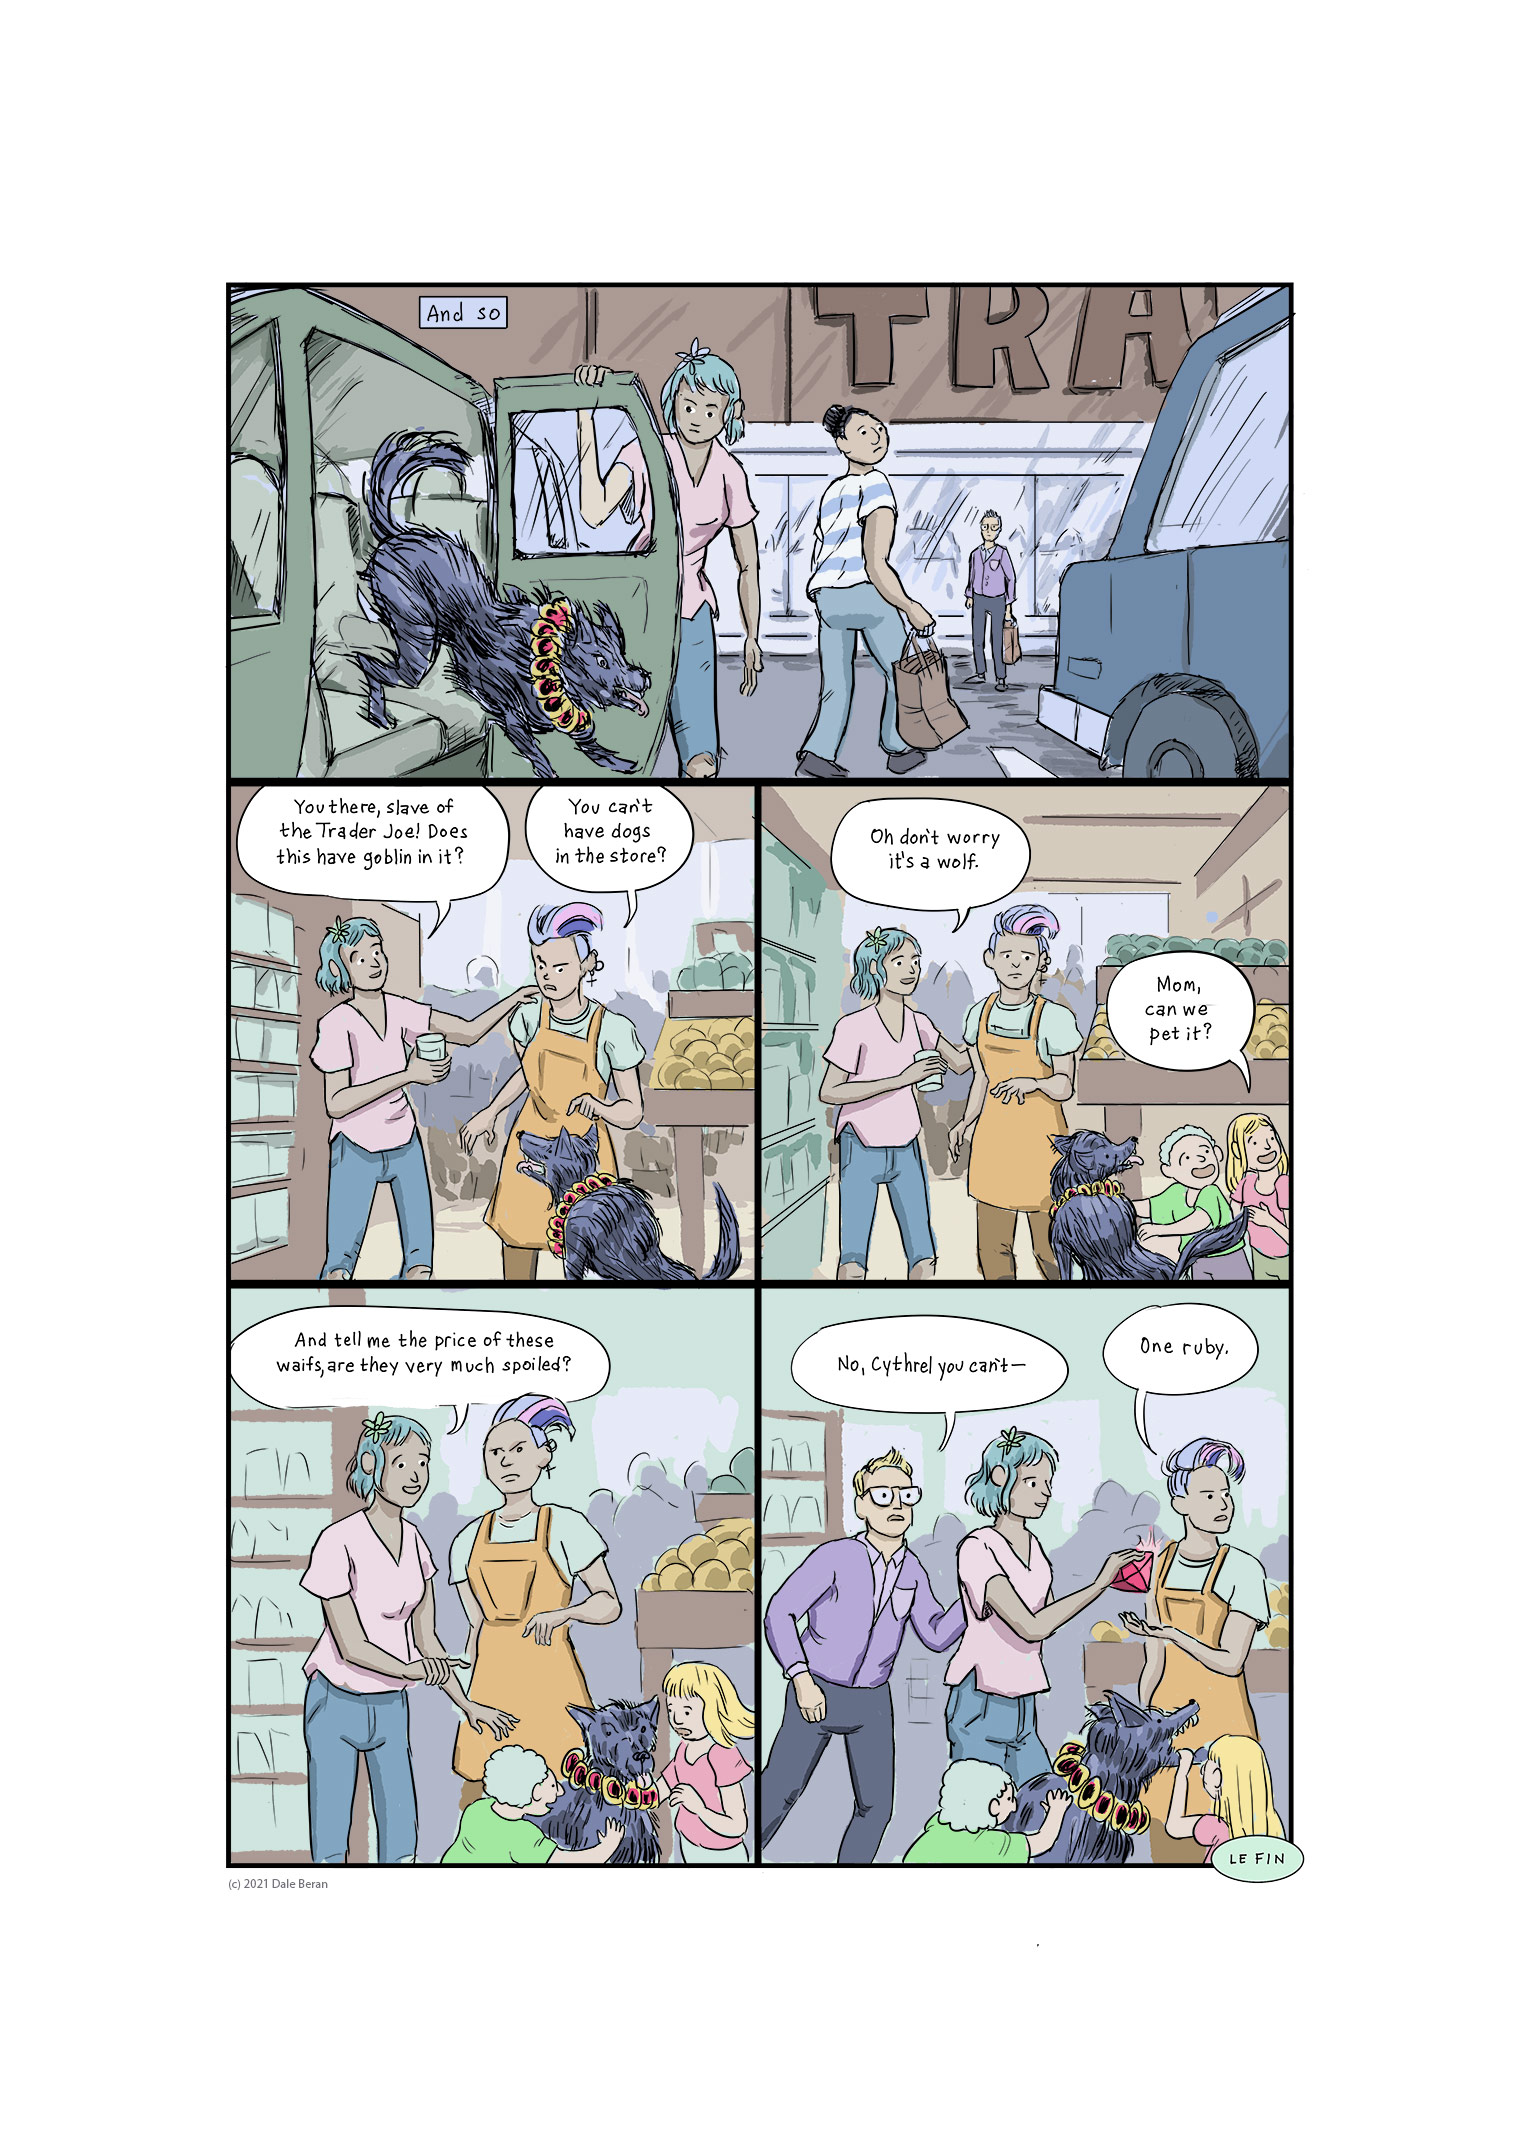 And so
TRA
You there, slave of
the Trader Joe! Does
this have goblin in it?
You can't
have dogs
in the store?
Oh don't worry
it's a wolf.
Mom,
can we
pet it?
And tell me the price of these
waifs, are they very much spoiled?
No, Cythrel you can't—
One ruby.
LE FIN
(c) 2021 Dale Beran